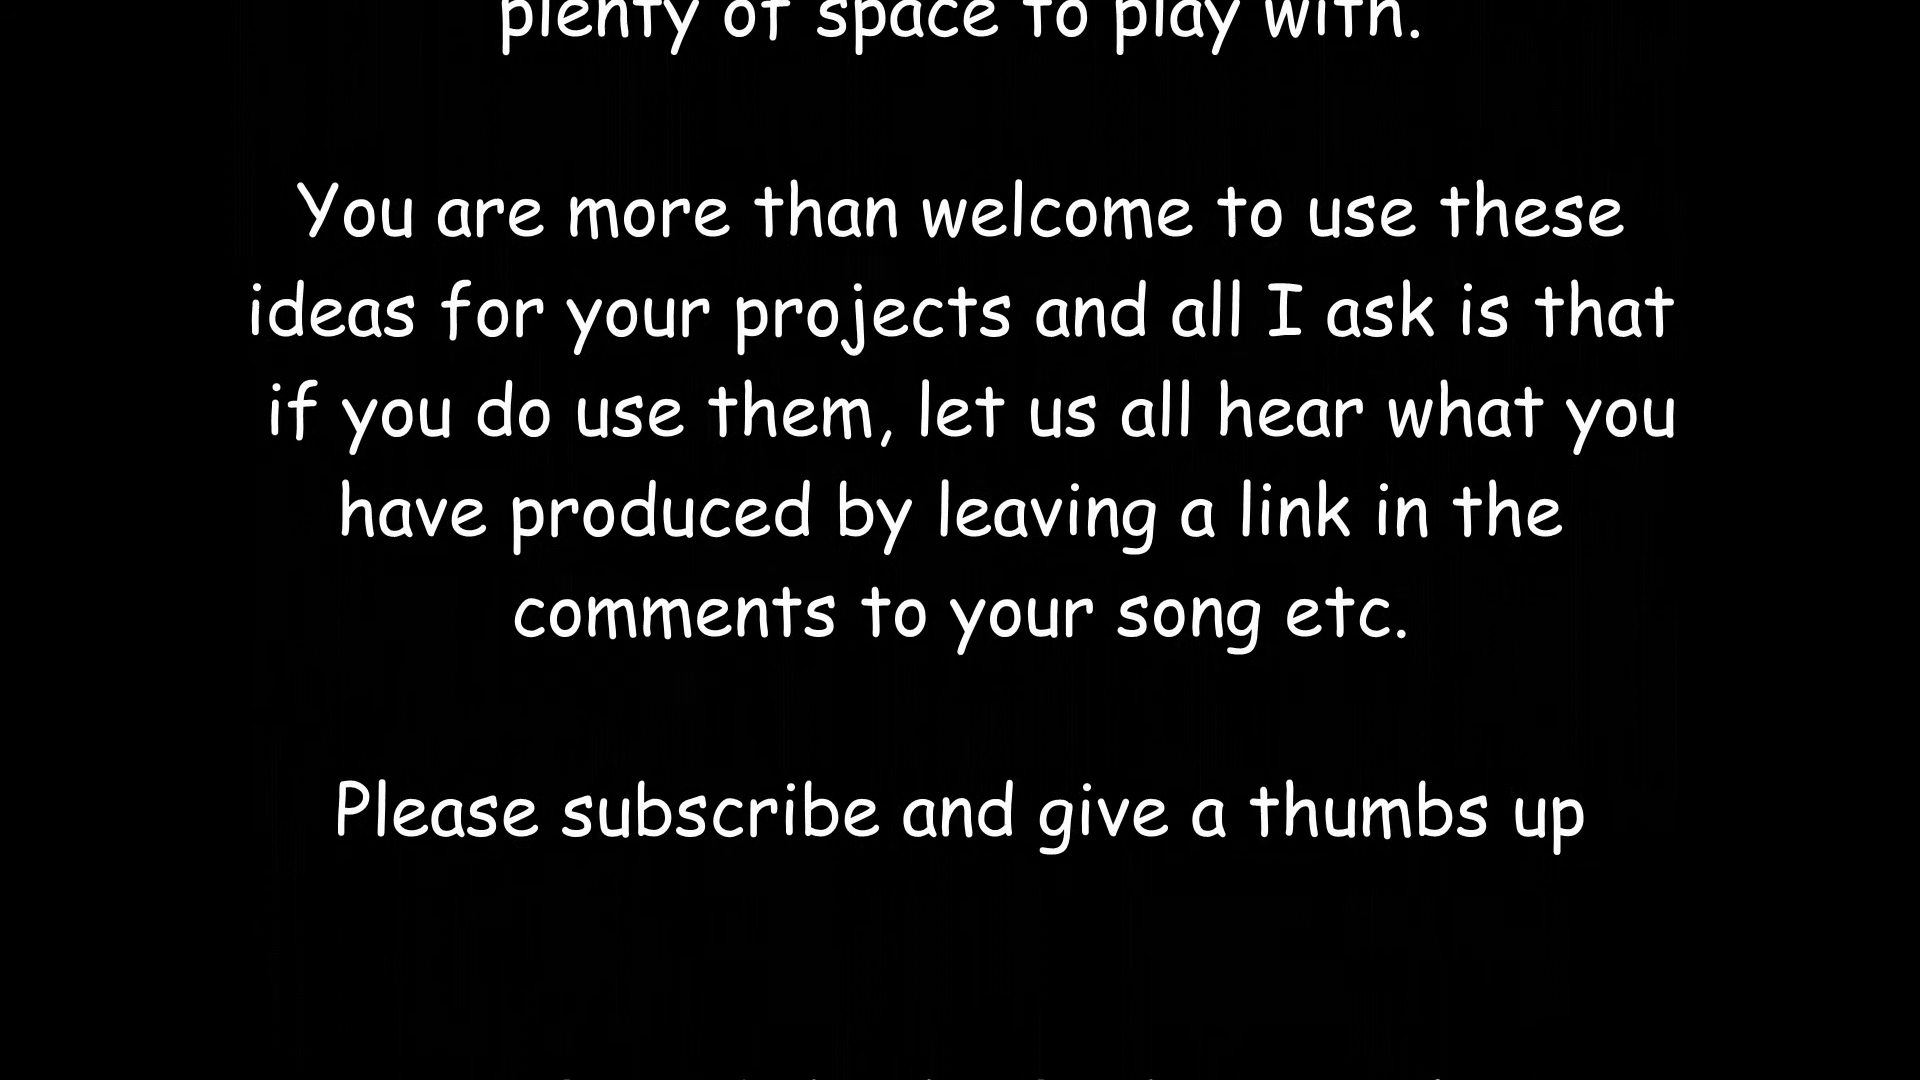 plenty of space to play with.
You are more than welcome to use these
ideas for your projects and all I ask is that
if you do use them, let us all hear what you
have produced by leaving a link in the
comments to your song etc.
Please subscribe and give a thumbs up